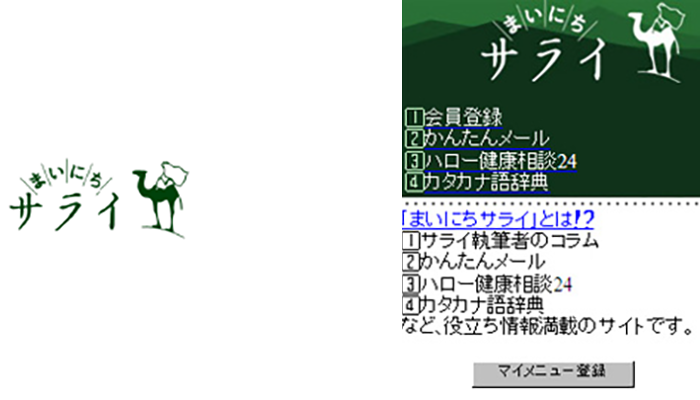 まいにち
サライ
まいにち
サライ
1会員登録
2かんたんメール
3ハロー健康相談24
4カタカナ語辞典
「まいにちサライ」とは!?
1サライ執筆者のコラム
2かんたんメール
3ハロー健康相談24
4カタカナ語辞典
など、役立ち情報満載のサイトです。
マイメニュー登録